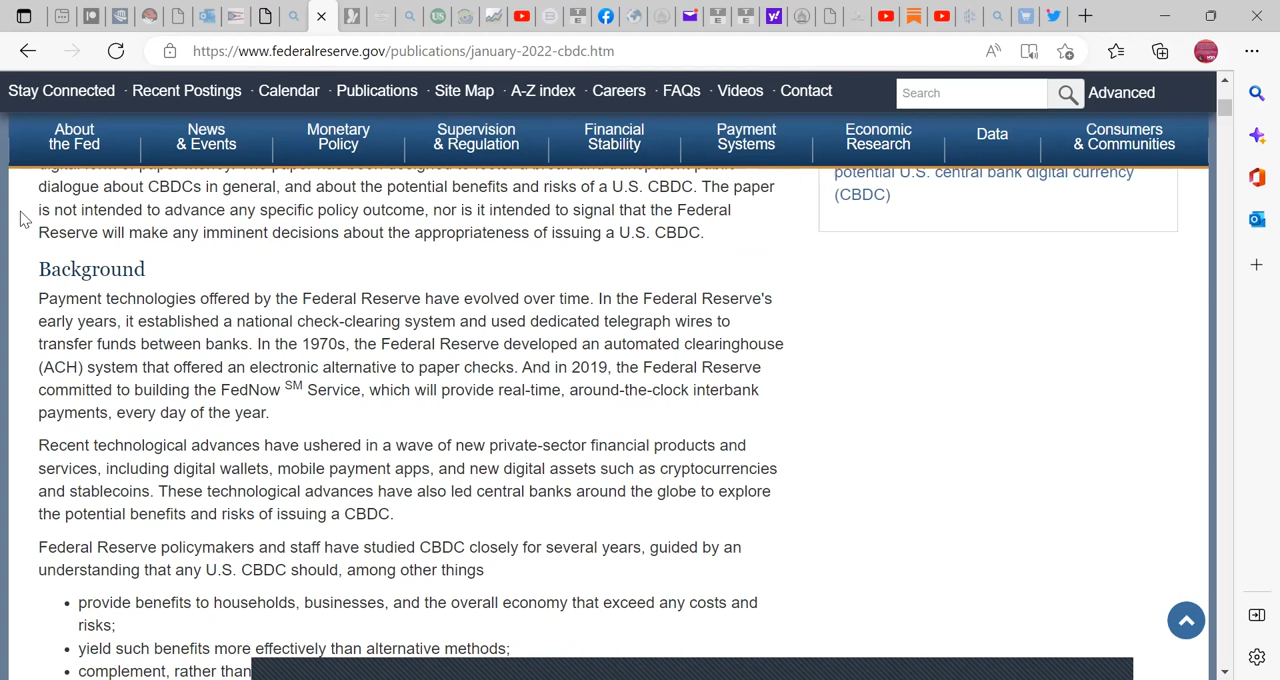 https://www.federalreserve.gov/publications/january-2022-cbdc.htm
Stay Connected · Recent Postings · Calendar · Publications · Site Map · A-Z index · Careers · FAQs · Videos · Contact
Search
Advanced
About the Fed
News & Events
Monetary Policy
Supervision & Regulation
Financial Stability
Payment Systems
Economic Research
Data
Consumers & Communities
dialogue about CBDCs in general, and about the potential benefits and risks of a U.S. CBDC. The paper
is not intended to advance any specific policy outcome, nor is it intended to signal that the Federal
Reserve will make any imminent decisions about the appropriateness of issuing a U.S. CBDC.
potential U.S. central bank digital currency
(CBDC)
Background
Payment technologies offered by the Federal Reserve have evolved over time. In the Federal Reserve's
early years, it established a national check-clearing system and used dedicated telegraph wires to
transfer funds between banks. In the 1970s, the Federal Reserve developed an automated clearinghouse
(ACH) system that offered an electronic alternative to paper checks. And in 2019, the Federal Reserve
committed to building the FedNow SM Service, which will provide real-time, around-the-clock interbank
payments, every day of the year.
Recent technological advances have ushered in a wave of new private-sector financial products and
services, including digital wallets, mobile payment apps, and new digital assets such as cryptocurrencies
and stablecoins. These technological advances have also led central banks around the globe to explore
the potential benefits and risks of issuing a CBDC.
Federal Reserve policymakers and staff have studied CBDC closely for several years, guided by an
understanding that any U.S. CBDC should, among other things
• provide benefits to households, businesses, and the overall economy that exceed any costs and
risks;
• yield such benefits more effectively than alternative methods;
• complement, rather than